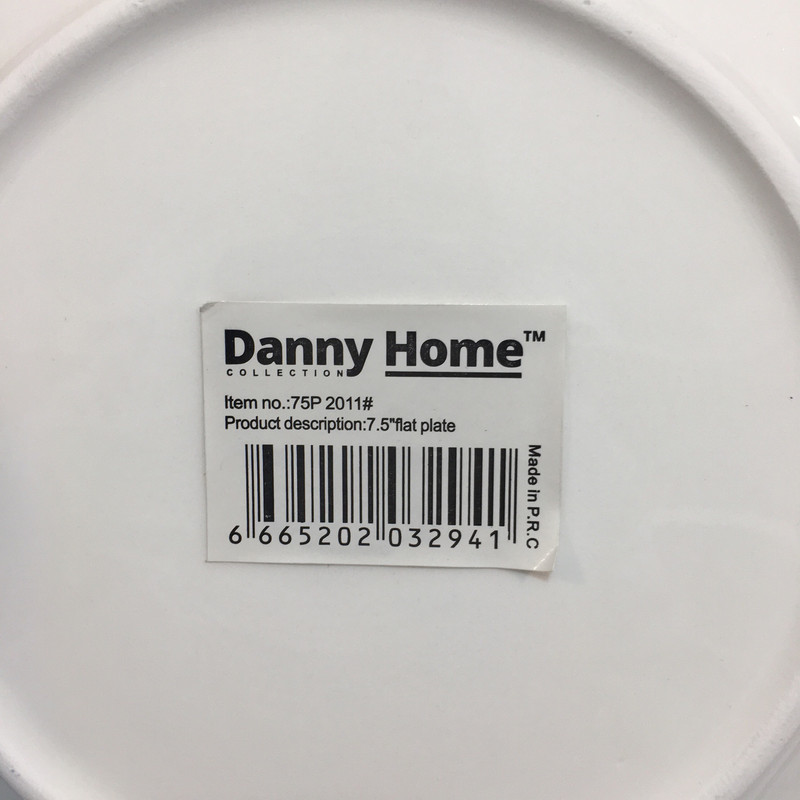 Danny Home™
COLLECTION
Item no.:75P 2011#
Product description:7.5"flat plate
Made in P.R.C
6 665202 032941